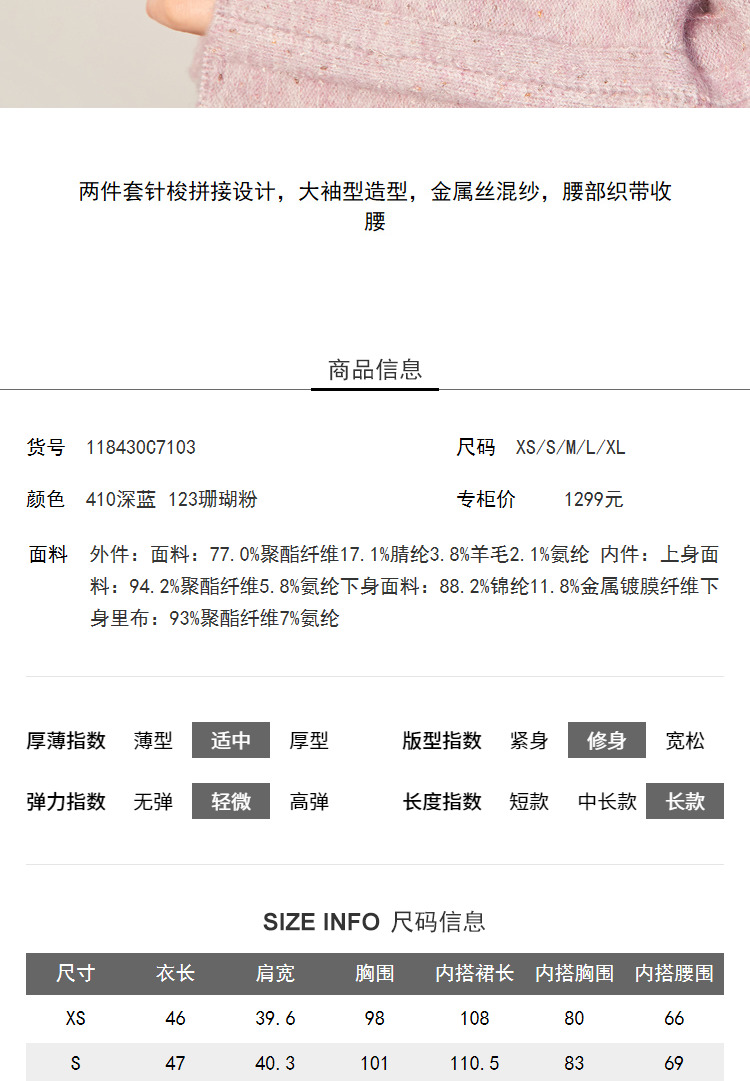 两件套针梭拼接设计，大袖型造型，金属丝混纱，腰部织带收
腰
商品信息
货号 118430C7103 尺码 XS/S/M/L/XL
颜色 410深蓝 123珊瑚粉 专柜价 1299元
面料 外件：面料：77.0%聚酯纤维17.1%腈纶3.8%羊毛2.1%氨纶 内件：上身面
料：94.2%聚酯纤维5.8%氨纶下身面料：88.2%锦纶11.8%金属镀膜纤维下
身里布：93%聚酯纤维7%氨纶
厚薄指数 薄型 适中 厚型 版型指数 紧身 修身 宽松
弹力指数 无弹 轻微 高弹 长度指数 短款 中长款 长款
SIZE INFO 尺码信息
尺寸 衣长 肩宽 胸围 内搭裙长 内搭胸围 内搭腰围
XS 46 39.6 98 108 80 66
S 47 40.3 101 110.5 83 69